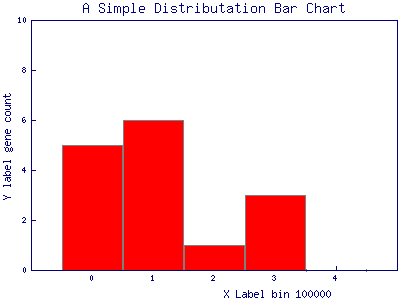 A Simple Distributation Bar Chart
10
8
6
4
2
0
Y label gene count
0 1 2 3 4
X Label bin 100000